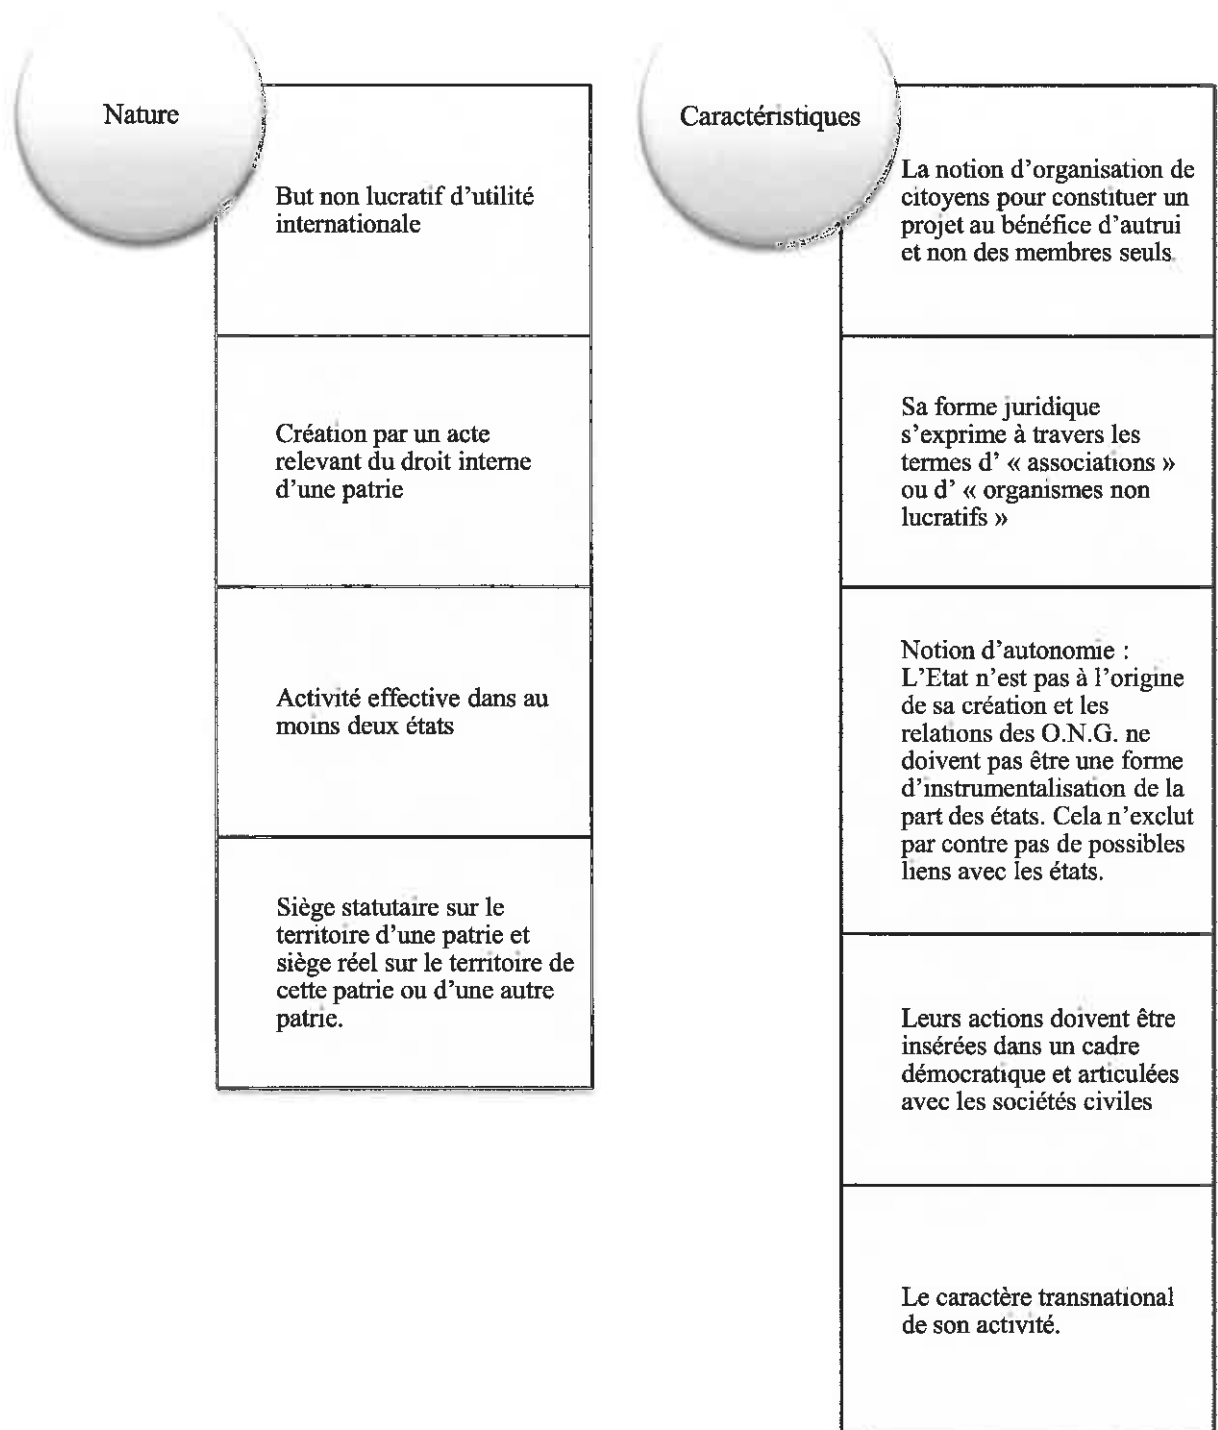 Nature
But non lucratif d’utilité
internationale
Création par un acte
relevant du droit interne
d’une patrie
Activité effective dans au
moins deux états
Siège statutaire sur le
territoire d’une patrie et
siège réel sur le territoire de
cette patrie ou d’une autre
patrie.
Caractéristiques
La notion d’organisation de
citoyens pour constituer un
projet au bénéfice d’autrui
et non des membres seuls
Sa forme juridique
s’exprime à travers les
termes d’ « associations »
ou d’ « organismes non
lucratifs »
Notion d’autonomie :
L’Etat n’est pas à l’origine
de sa création et les
relations des O.N.G. ne
doivent pas être une forme
d’instrumentalisation de la
part des états. Cela n’exclut
par contre pas de possibles
liens avec les états.
Leurs actions doivent être
insérées dans un cadre
démocratique et articulées
avec les sociétés civiles
Le caractère transnational
de son activité.